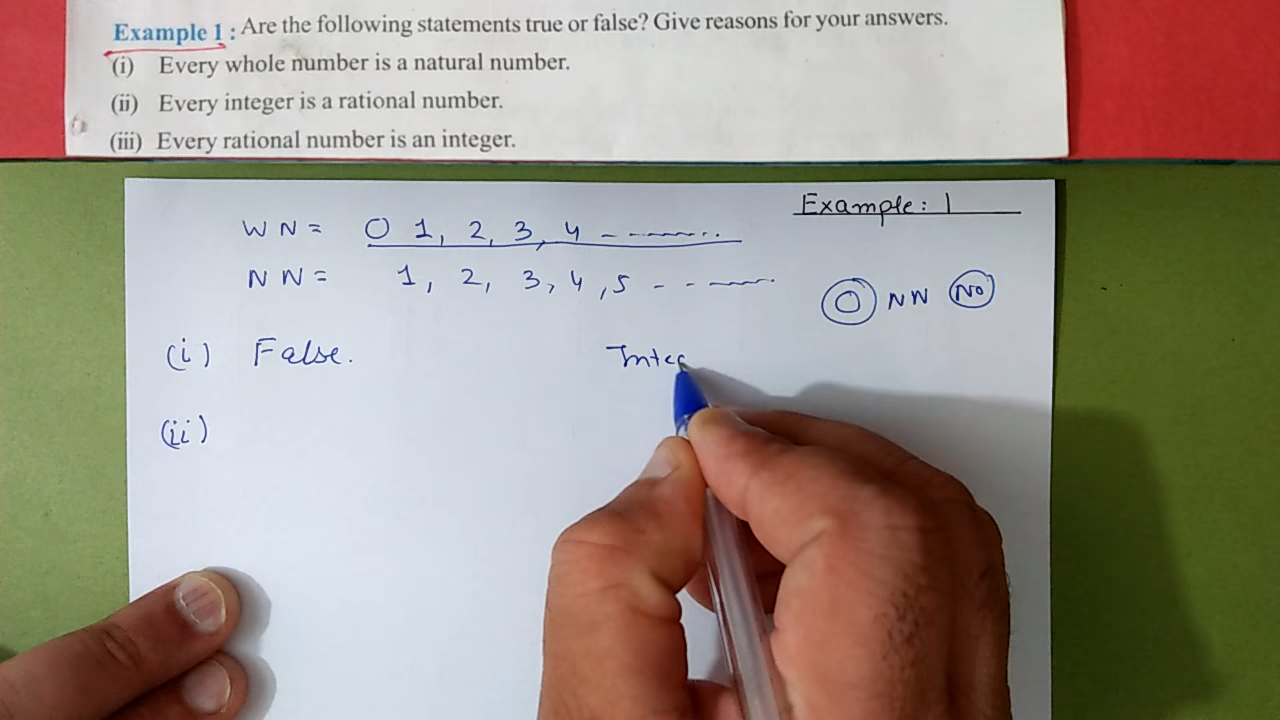 Example 1 : Are the following statements true or false? Give reasons for your answers.
(i) Every whole number is a natural number.
(ii) Every integer is a rational number.
(iii) Every rational number is an integer.
Example: 1
W N = 0 1, 2, 3, 4 - - - - - - - ..
N N = 1, 2, 3, 4, 5 - - - - - .
0 NN No
(i) False. Integ
(ii)